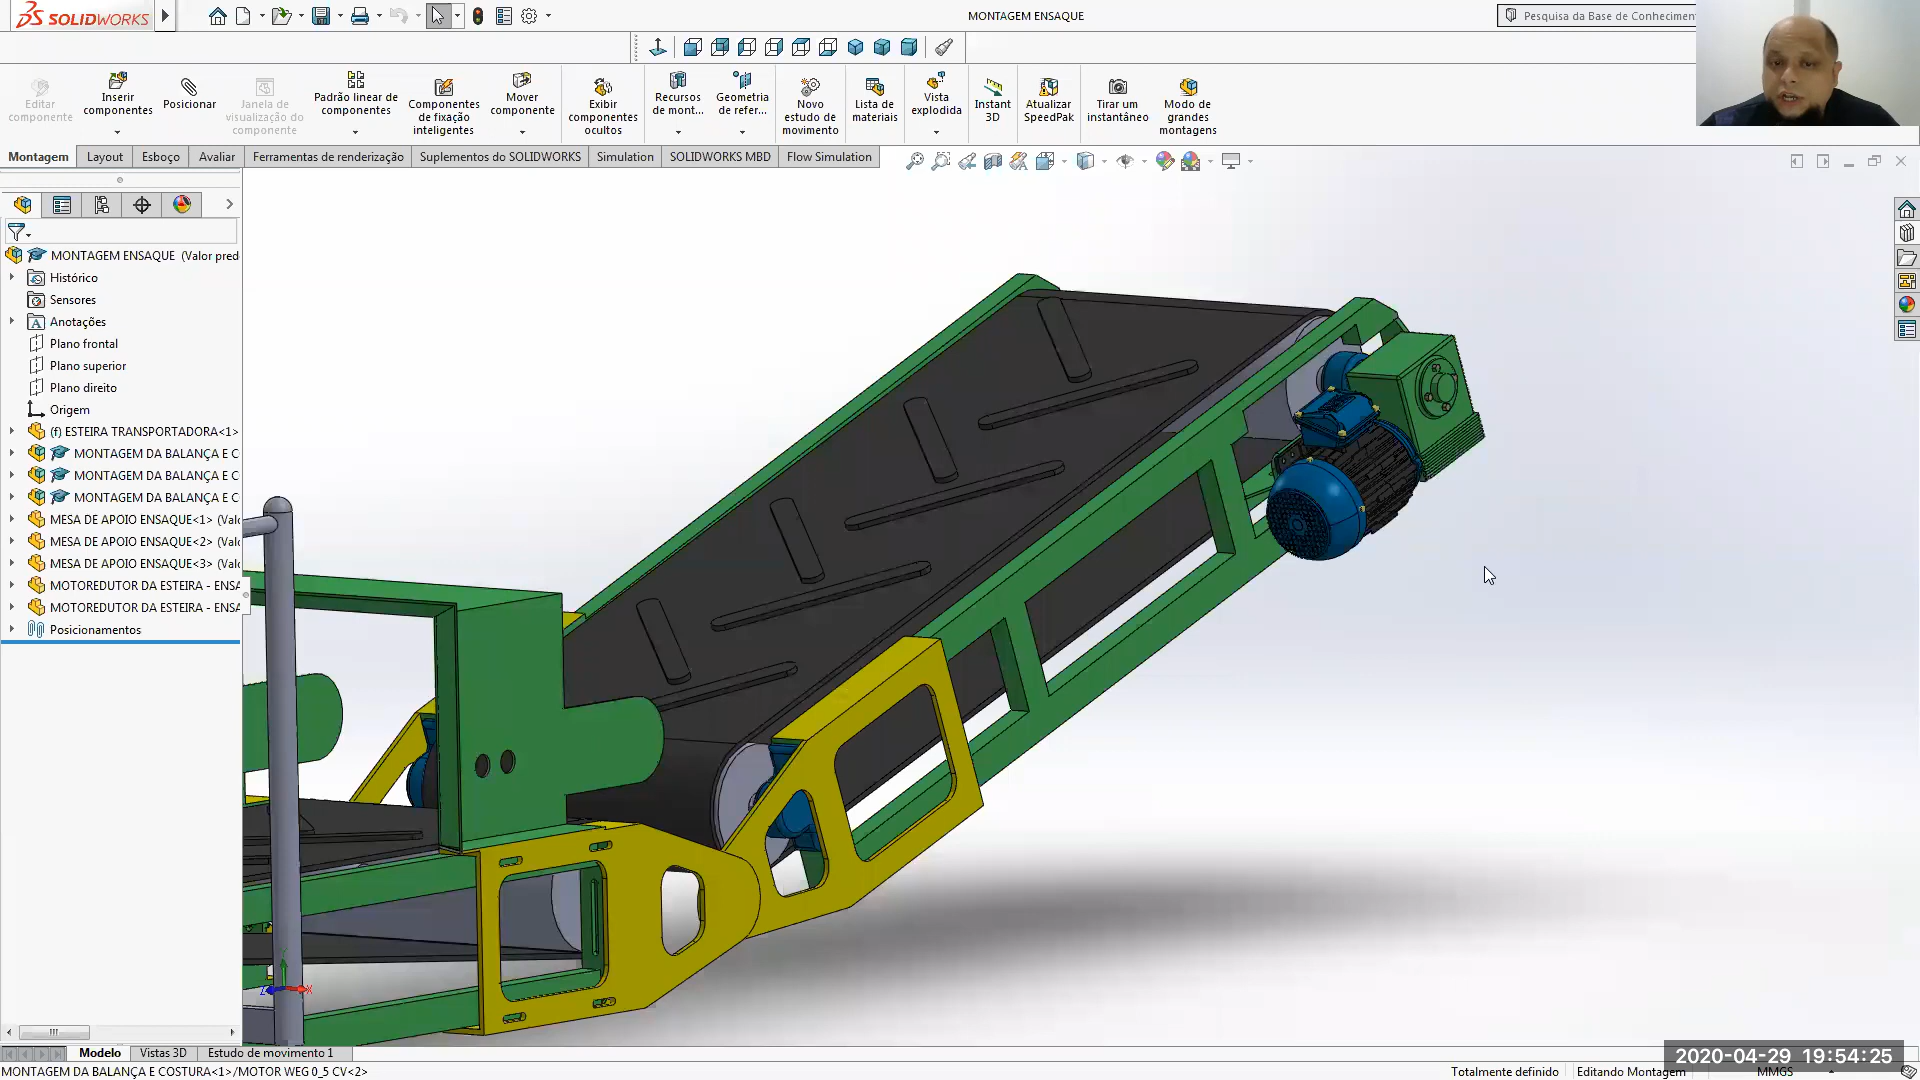 SOLIDWORKS
MONTAGEM ENSAQUE
Pesquisa da Base de Conheciment
Editar componente
Inserir componentes
Posicionar
Janela de visualização do componente
Padrão linear de componentes
Componentes de fixação inteligentes
Mover componente
Exibir componentes ocultos
Recursos de mont...
Geometria de refer...
Novo estudo de movimento
Lista de materiais
Vista explodida
Instant 3D
Atualizar SpeedPak
Tirar um instantâneo
Modo de grandes montagens
Montagem
Layout
Esboço
Avaliar
Ferramentas de renderização
Suplementos do SOLIDWORKS
Simulation
SOLIDWORKS MBD
Flow Simulation
MONTAGEM ENSAQUE (Valor pred
Histórico
Sensores
Anotações
Plano frontal
Plano superior
Plano direito
Origem
(f) ESTEIRA TRANSPORTADORA<1>
MONTAGEM DA BALANÇA E C
MONTAGEM DA BALANÇA E C
MONTAGEM DA BALANÇA E C
MESA DE APOIO ENSAQUE<1> (Valo
MESA DE APOIO ENSAQUE<2> (Valo
MESA DE APOIO ENSAQUE<3> (Valo
MOTOREDUTOR DA ESTEIRA - ENSA
MOTOREDUTOR DA ESTEIRA - ENSA
Posicionamentos
Z X
Modelo
Vistas 3D
Estudo de movimento 1
2020-04-29 19:54:25
MONTAGEM DA BALANÇA E COSTURA<1>/MOTOR WEG 0_5 CV<2>
Totalmente definido
Editando Montagem
MMGS